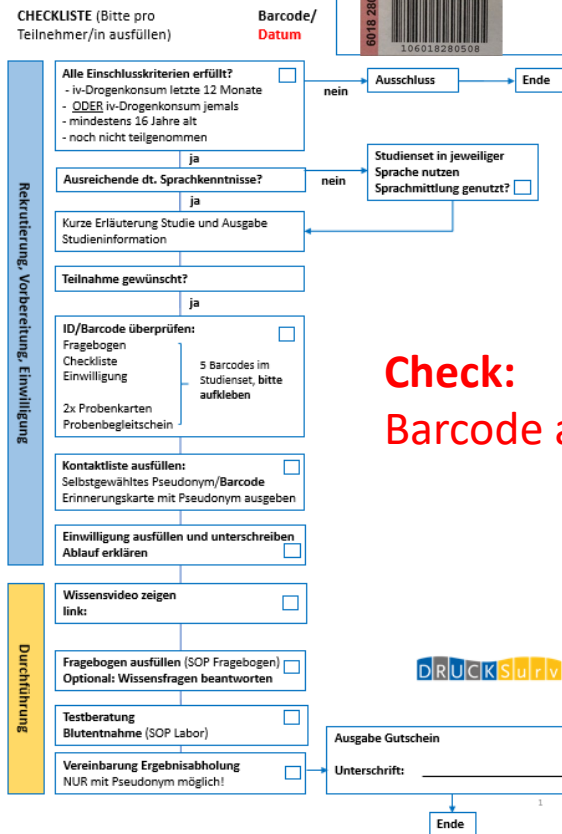 CHECKLISTE (Bitte pro
Teilnehmer/in ausfüllen)
Barcode/
Datum
6018 280
106018280508
Rekrutierung, Vorbereitung, Einwilligung
Alle Einschlusskriterien erfüllt?
- iv-Drogenkonsum letzte 12 Monate
- ODER iv-Drogenkonsum jemals
- mindestens 16 Jahre alt
- noch nicht teilgenommen
nein
Ausschluss
Ende
ja
Ausreichende dt. Sprachkenntnisse?
nein
Studienset in jeweiliger
Sprache nutzen
Sprachmittlung genutzt?
ja
Kurze Erläuterung Studie und Ausgabe
Studieninformation
Teilnahme gewünscht?
ja
ID/Barcode überprüfen:
Fragebogen
Checkliste
Einwilligung
2x Probenkarten
Probenbegleitschein
5 Barcodes im
Studienset, bitte
aufkleben
Check:
Barcode a
Kontaktliste ausfüllen:
Selbstgewähltes Pseudonym/Barcode
Erinnerungskarte mit Pseudonym ausgeben
Einwilligung ausfüllen und unterschreiben
Ablauf erklären
Durchführung
Wissensvideo zeigen
link:
Fragebogen ausfüllen (SOP Fragebogen)
Optional: Wissensfragen beantworten
DRUCKSurv
Testberatung
Blutentnahme (SOP Labor)
Vereinbarung Ergebnisabholung
NUR mit Pseudonym möglich!
Ausgabe Gutschein
Unterschrift:
1
Ende